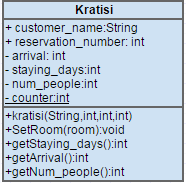 Kratisi
+ customer_name:String
+ reservation_number: int
- arrival: int
- staying_days:int
- num_people:int
- counter:int
+kratisi(String,int,int,int)
+SetRoom(room):void
+getStaying_days():int
+getArrival():int
+getNum_people():int